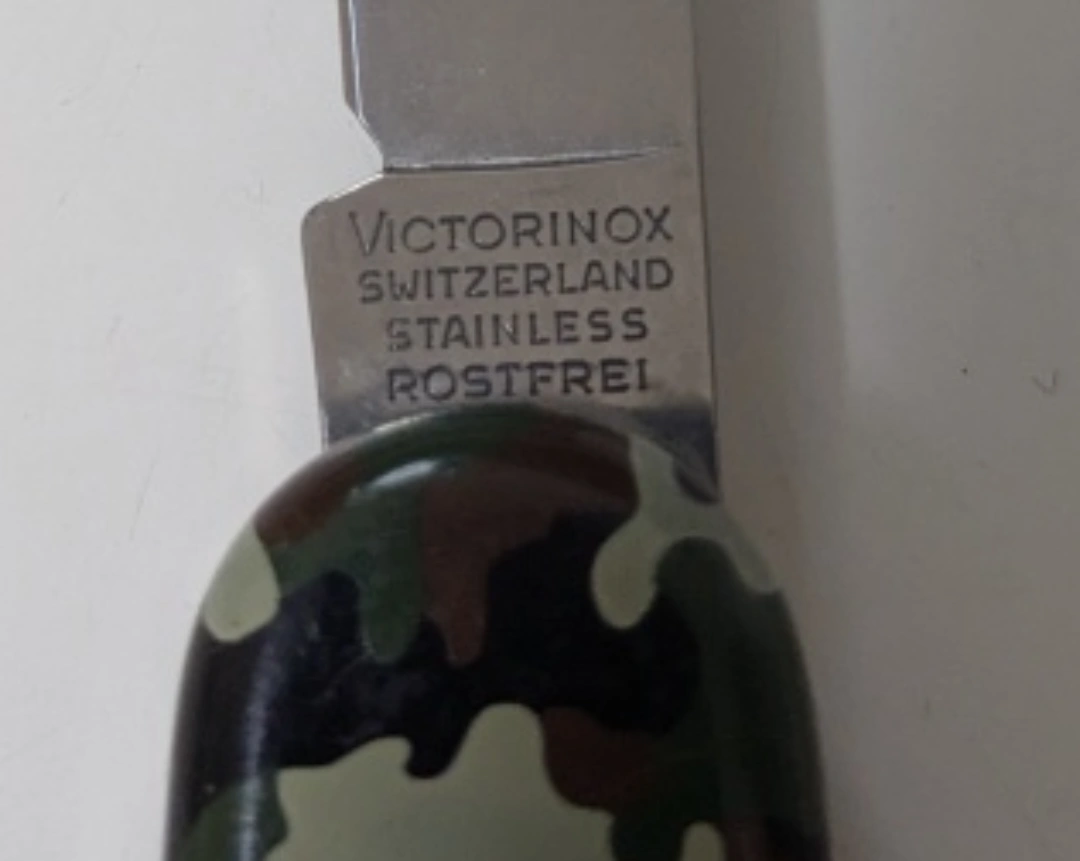 VICTORINOX
SWITZERLAND
STAINLESS
ROSTFREI